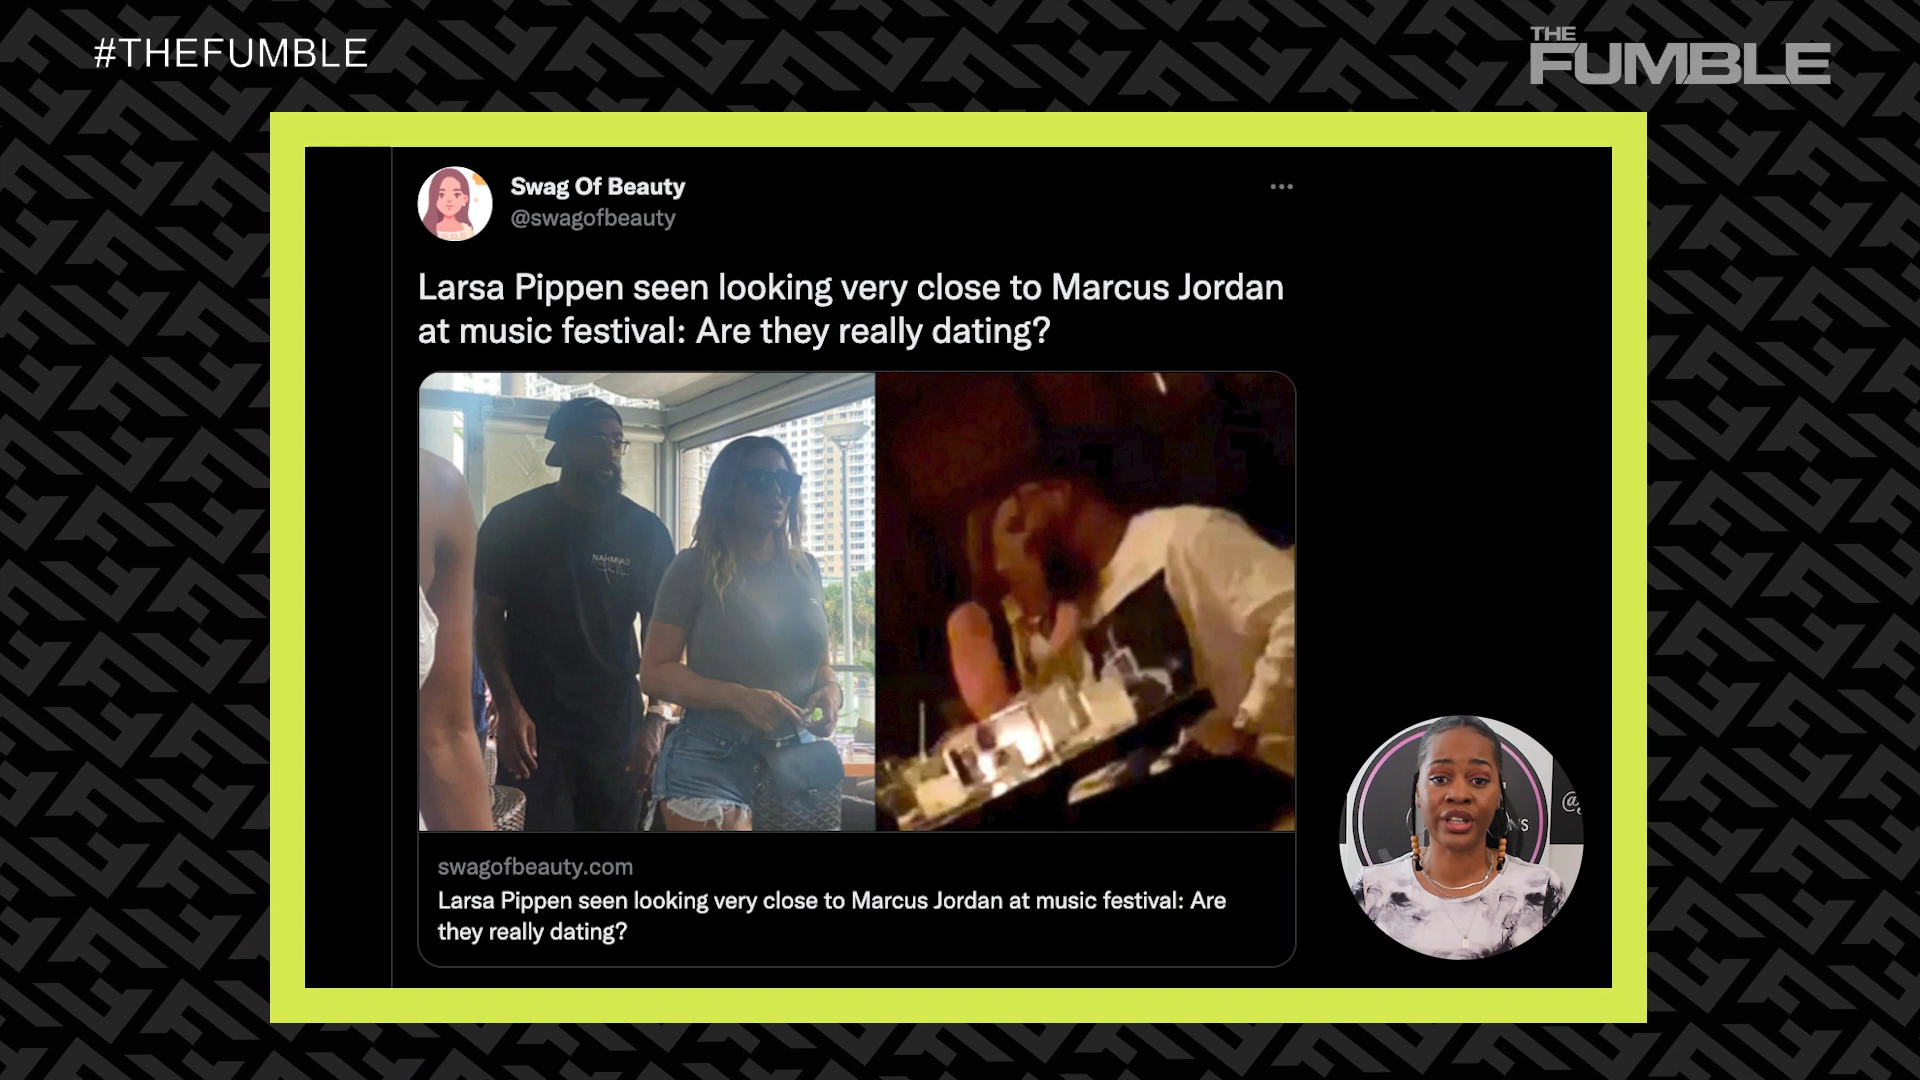 #THEFUMBLE
THE
FUMBLE
Swag Of Beauty
@swagofbeauty
Larsa Pippen seen looking very close to Marcus Jordan
at music festival: Are they really dating?
NAHMIAS
swagofbeauty.com
Larsa Pippen seen looking very close to Marcus Jordan at music festival: Are
they really dating?